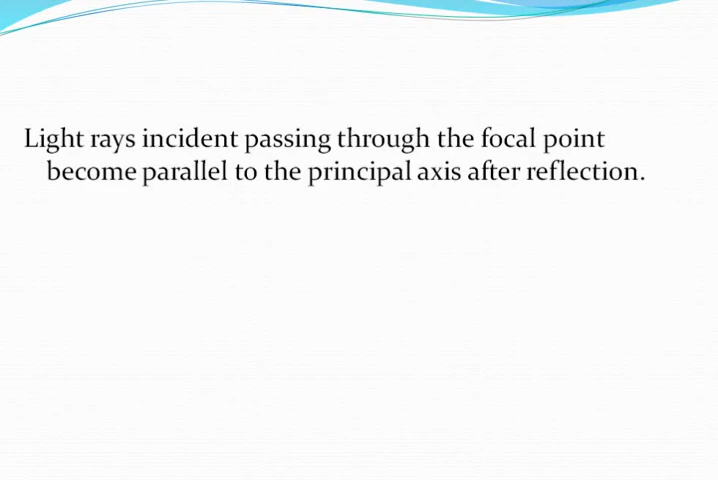 Light rays incident passing through the focal point
become parallel to the principal axis after reflection.